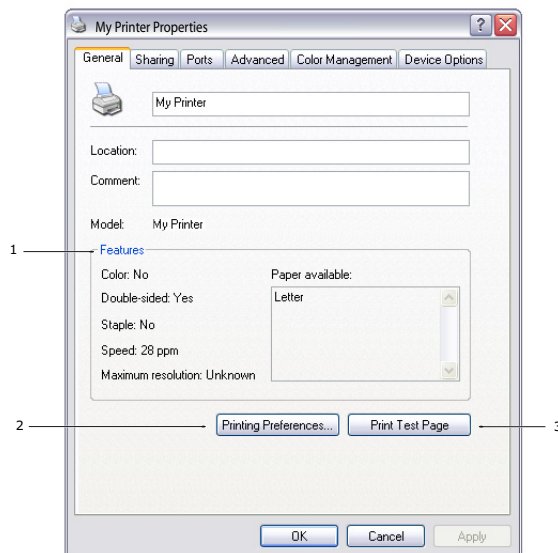 My Printer Properties
General Sharing Ports Advanced Color Management Device Options
My Printer
Location:
Comment:
Model: My Printer
1
Features
Color: No Paper available:
Double-sided: Yes Letter
Staple: No
Speed: 28 ppm
Maximum resolution: Unknown
2 Printing Preferences... Print Test Page 3
OK Cancel Apply